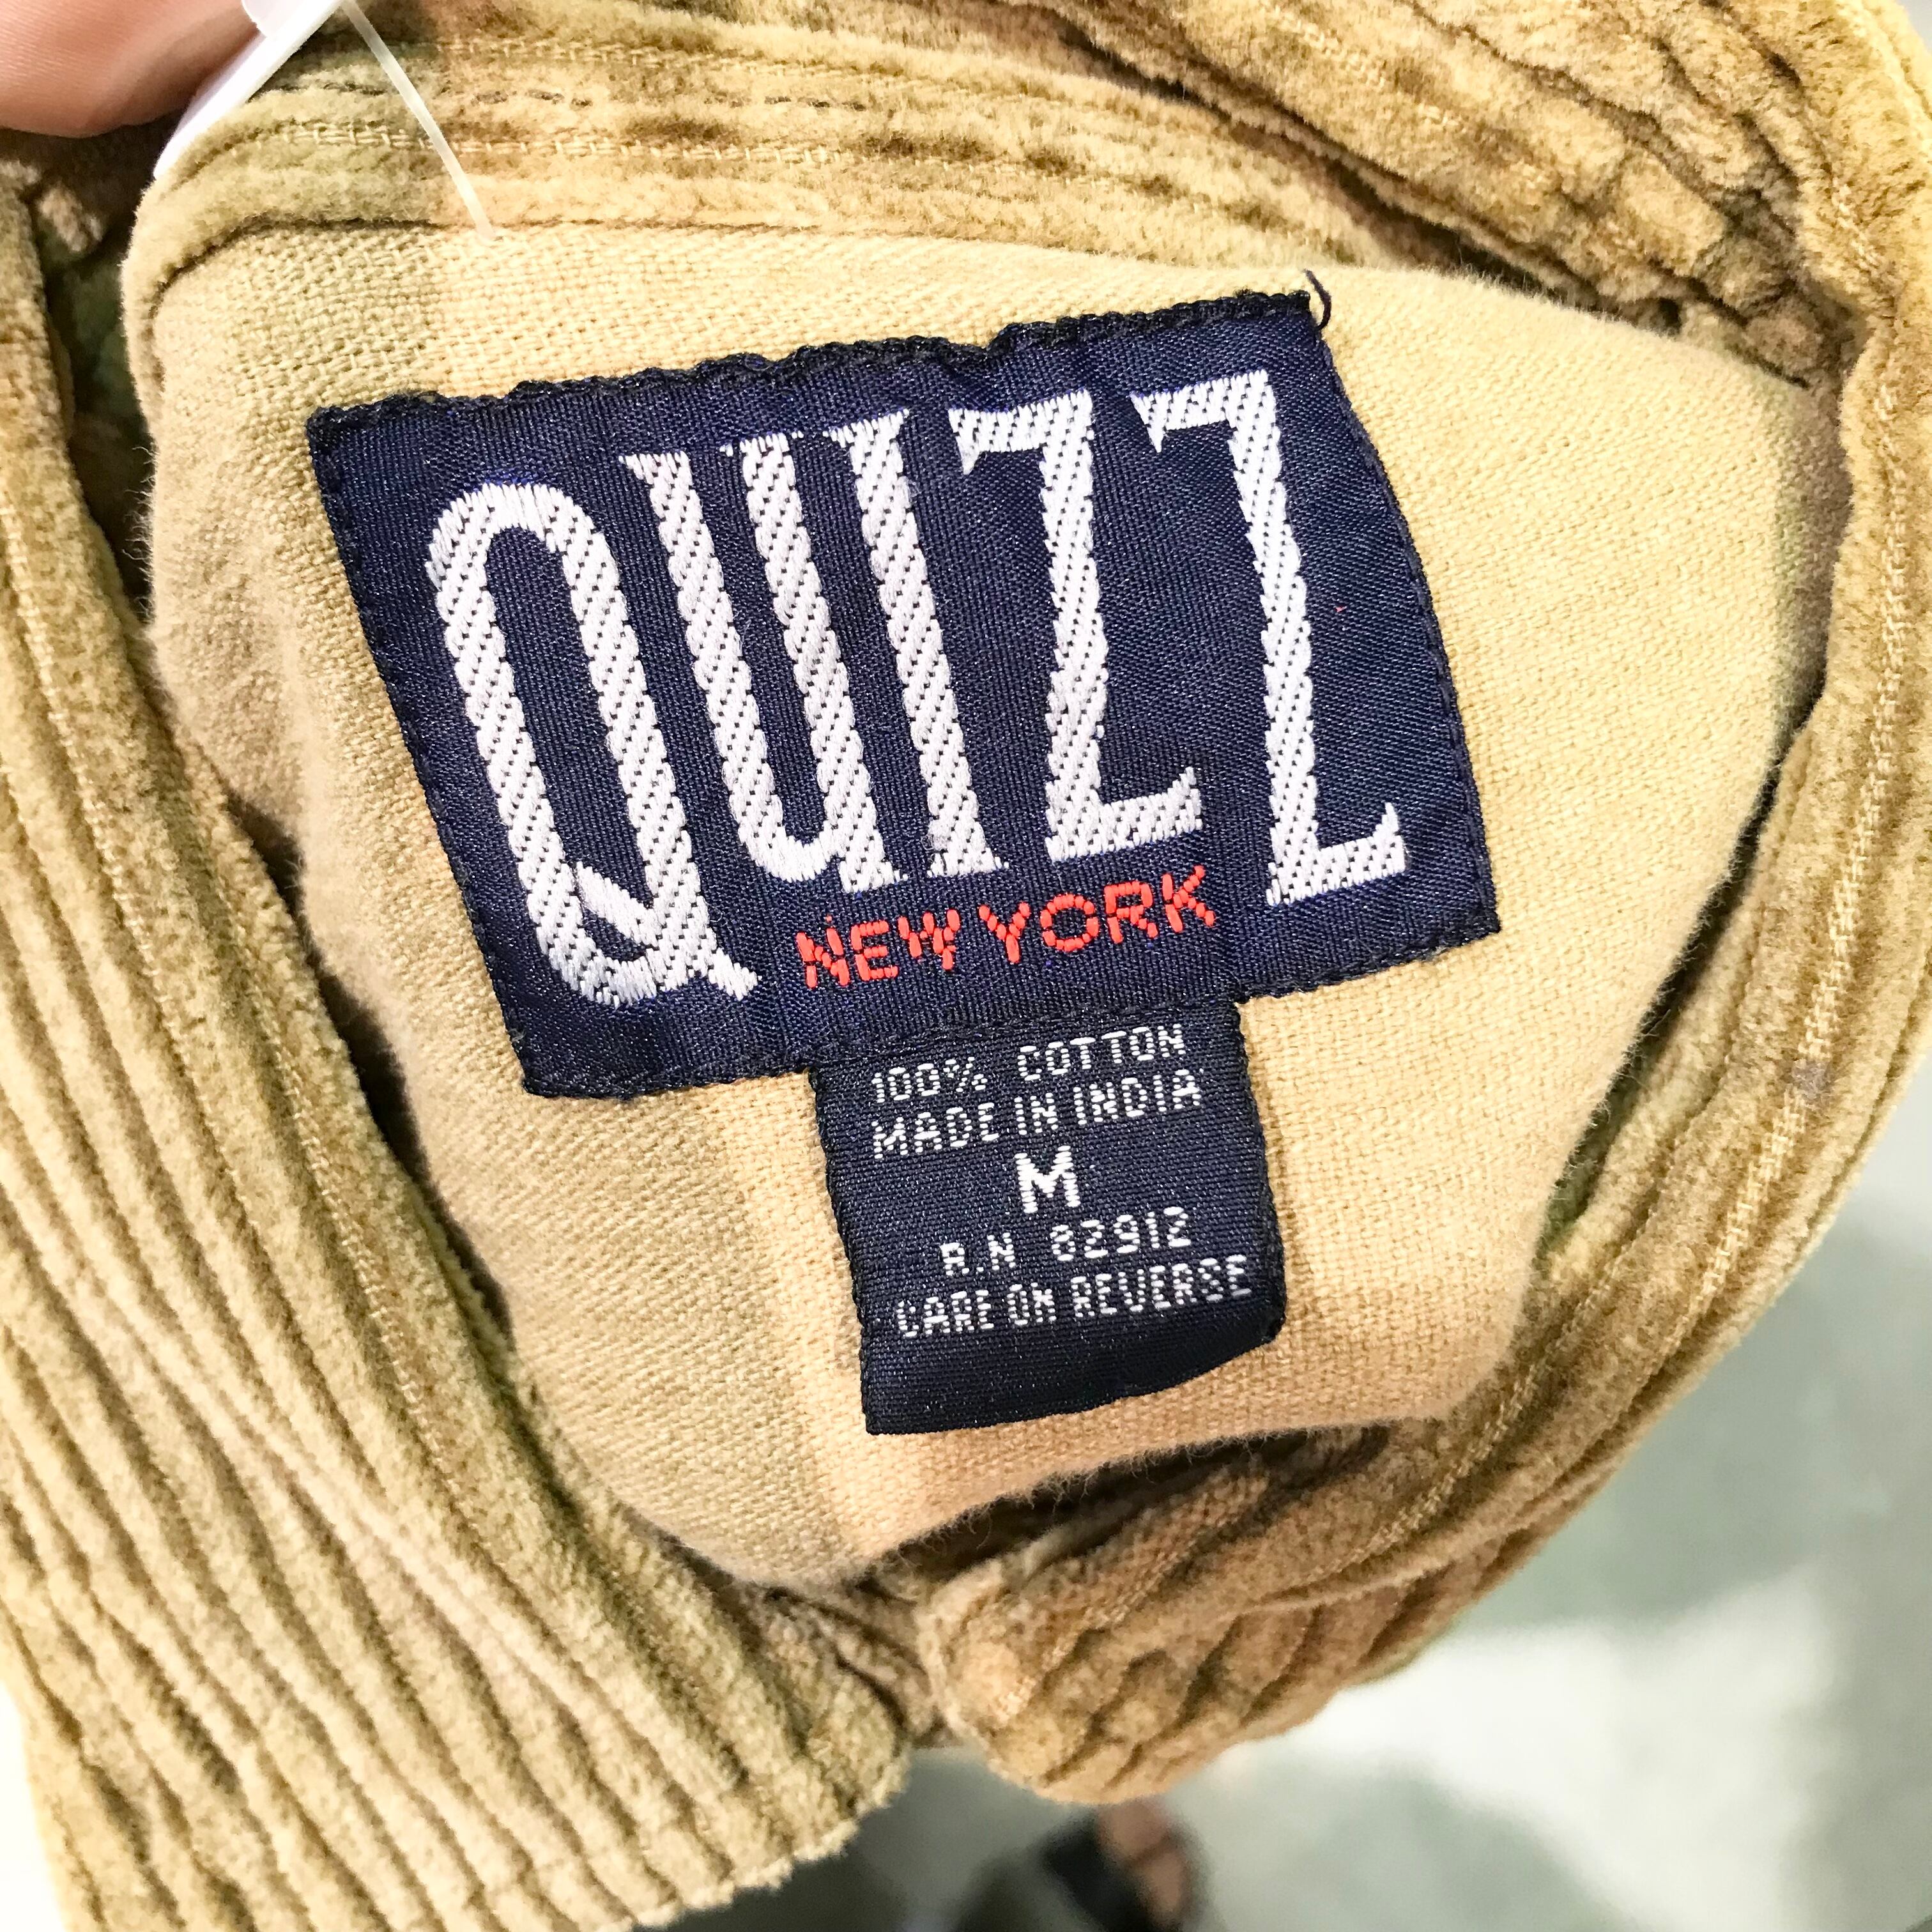 QUIZZ
NEW YORK
100% COTTON
MADE IN INDIA
M
R.N 82912
CARE ON REVERSE